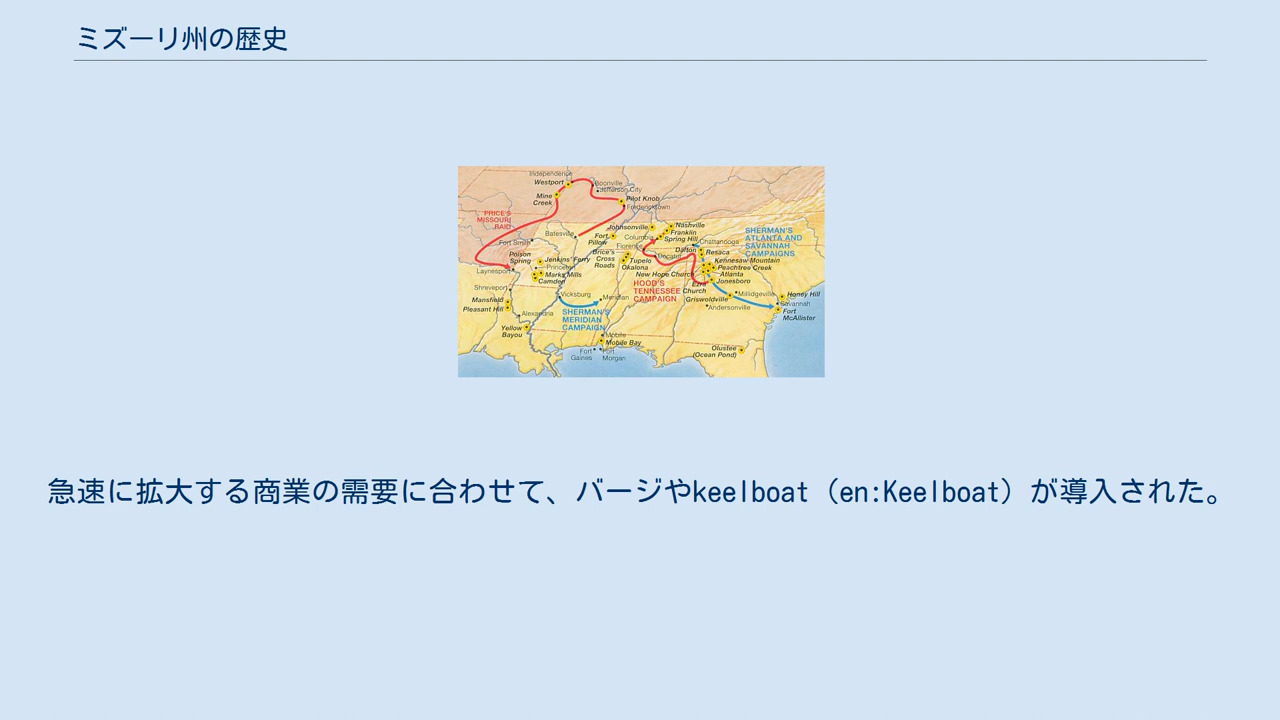 ミズーリ州の歴史
Independence
Westport
Boonville
Jefferson City
Mine
Creek
Pilot Knob
Fredericktown
PRICE'S
MISSOURI
RAID
Batesville
Johnsonville
Nashville
Franklin
Spring Hill
Columbia
Fort
Pillow
Florence
Fort Smith
Poison
Spring
Brice's
Cross
Roads
Decatur
Dalton
Chattanooga
Resaca
SHERMAN'S
ATLANTA AND
SAVANNAH
CAMPAIGNS
Jenkins' Ferry
Princeton
Marks Mills
Camden
Laynesport
Tupelo
Okalona
New Hope Church
Kennesaw Mountain
Peachtree Creek
Atlanta
Jonesboro
Ezra
Church
HOOD'S
TENNESSEE
CAMPAIGN
Shreveport
Mansfield
Pleasant Hill
Vicksburg
Meridian
Griswoldville
Milledgeville
Andersonville
Honey Hill
Savannah
Fort
McAllister
SHERMAN'S
MERIDIAN
CAMPAIGN
Alexandria
Yellow
Bayou
Mobile
Mobile Bay
Fort
Gaines
Fort
Morgan
Olustee
(Ocean Pond)
急速に拡大する商業の需要に合わせて、バージやkeelboat（en:Keelboat）が導入された。